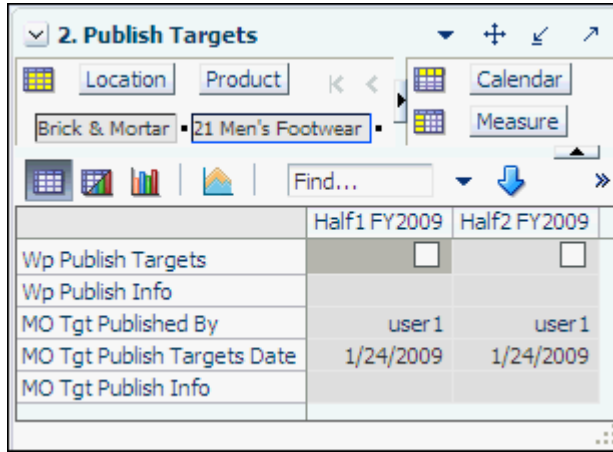 2. Publish Targets
Location Product Calendar
Brick & Mortar 21 Men's Footwear Measure
Find...
Half1 FY2009 Half2 FY2009
Wp Publish Targets
Wp Publish Info
MO Tgt Published By user1 user1
MO Tgt Publish Targets Date 1/24/2009 1/24/2009
MO Tgt Publish Info